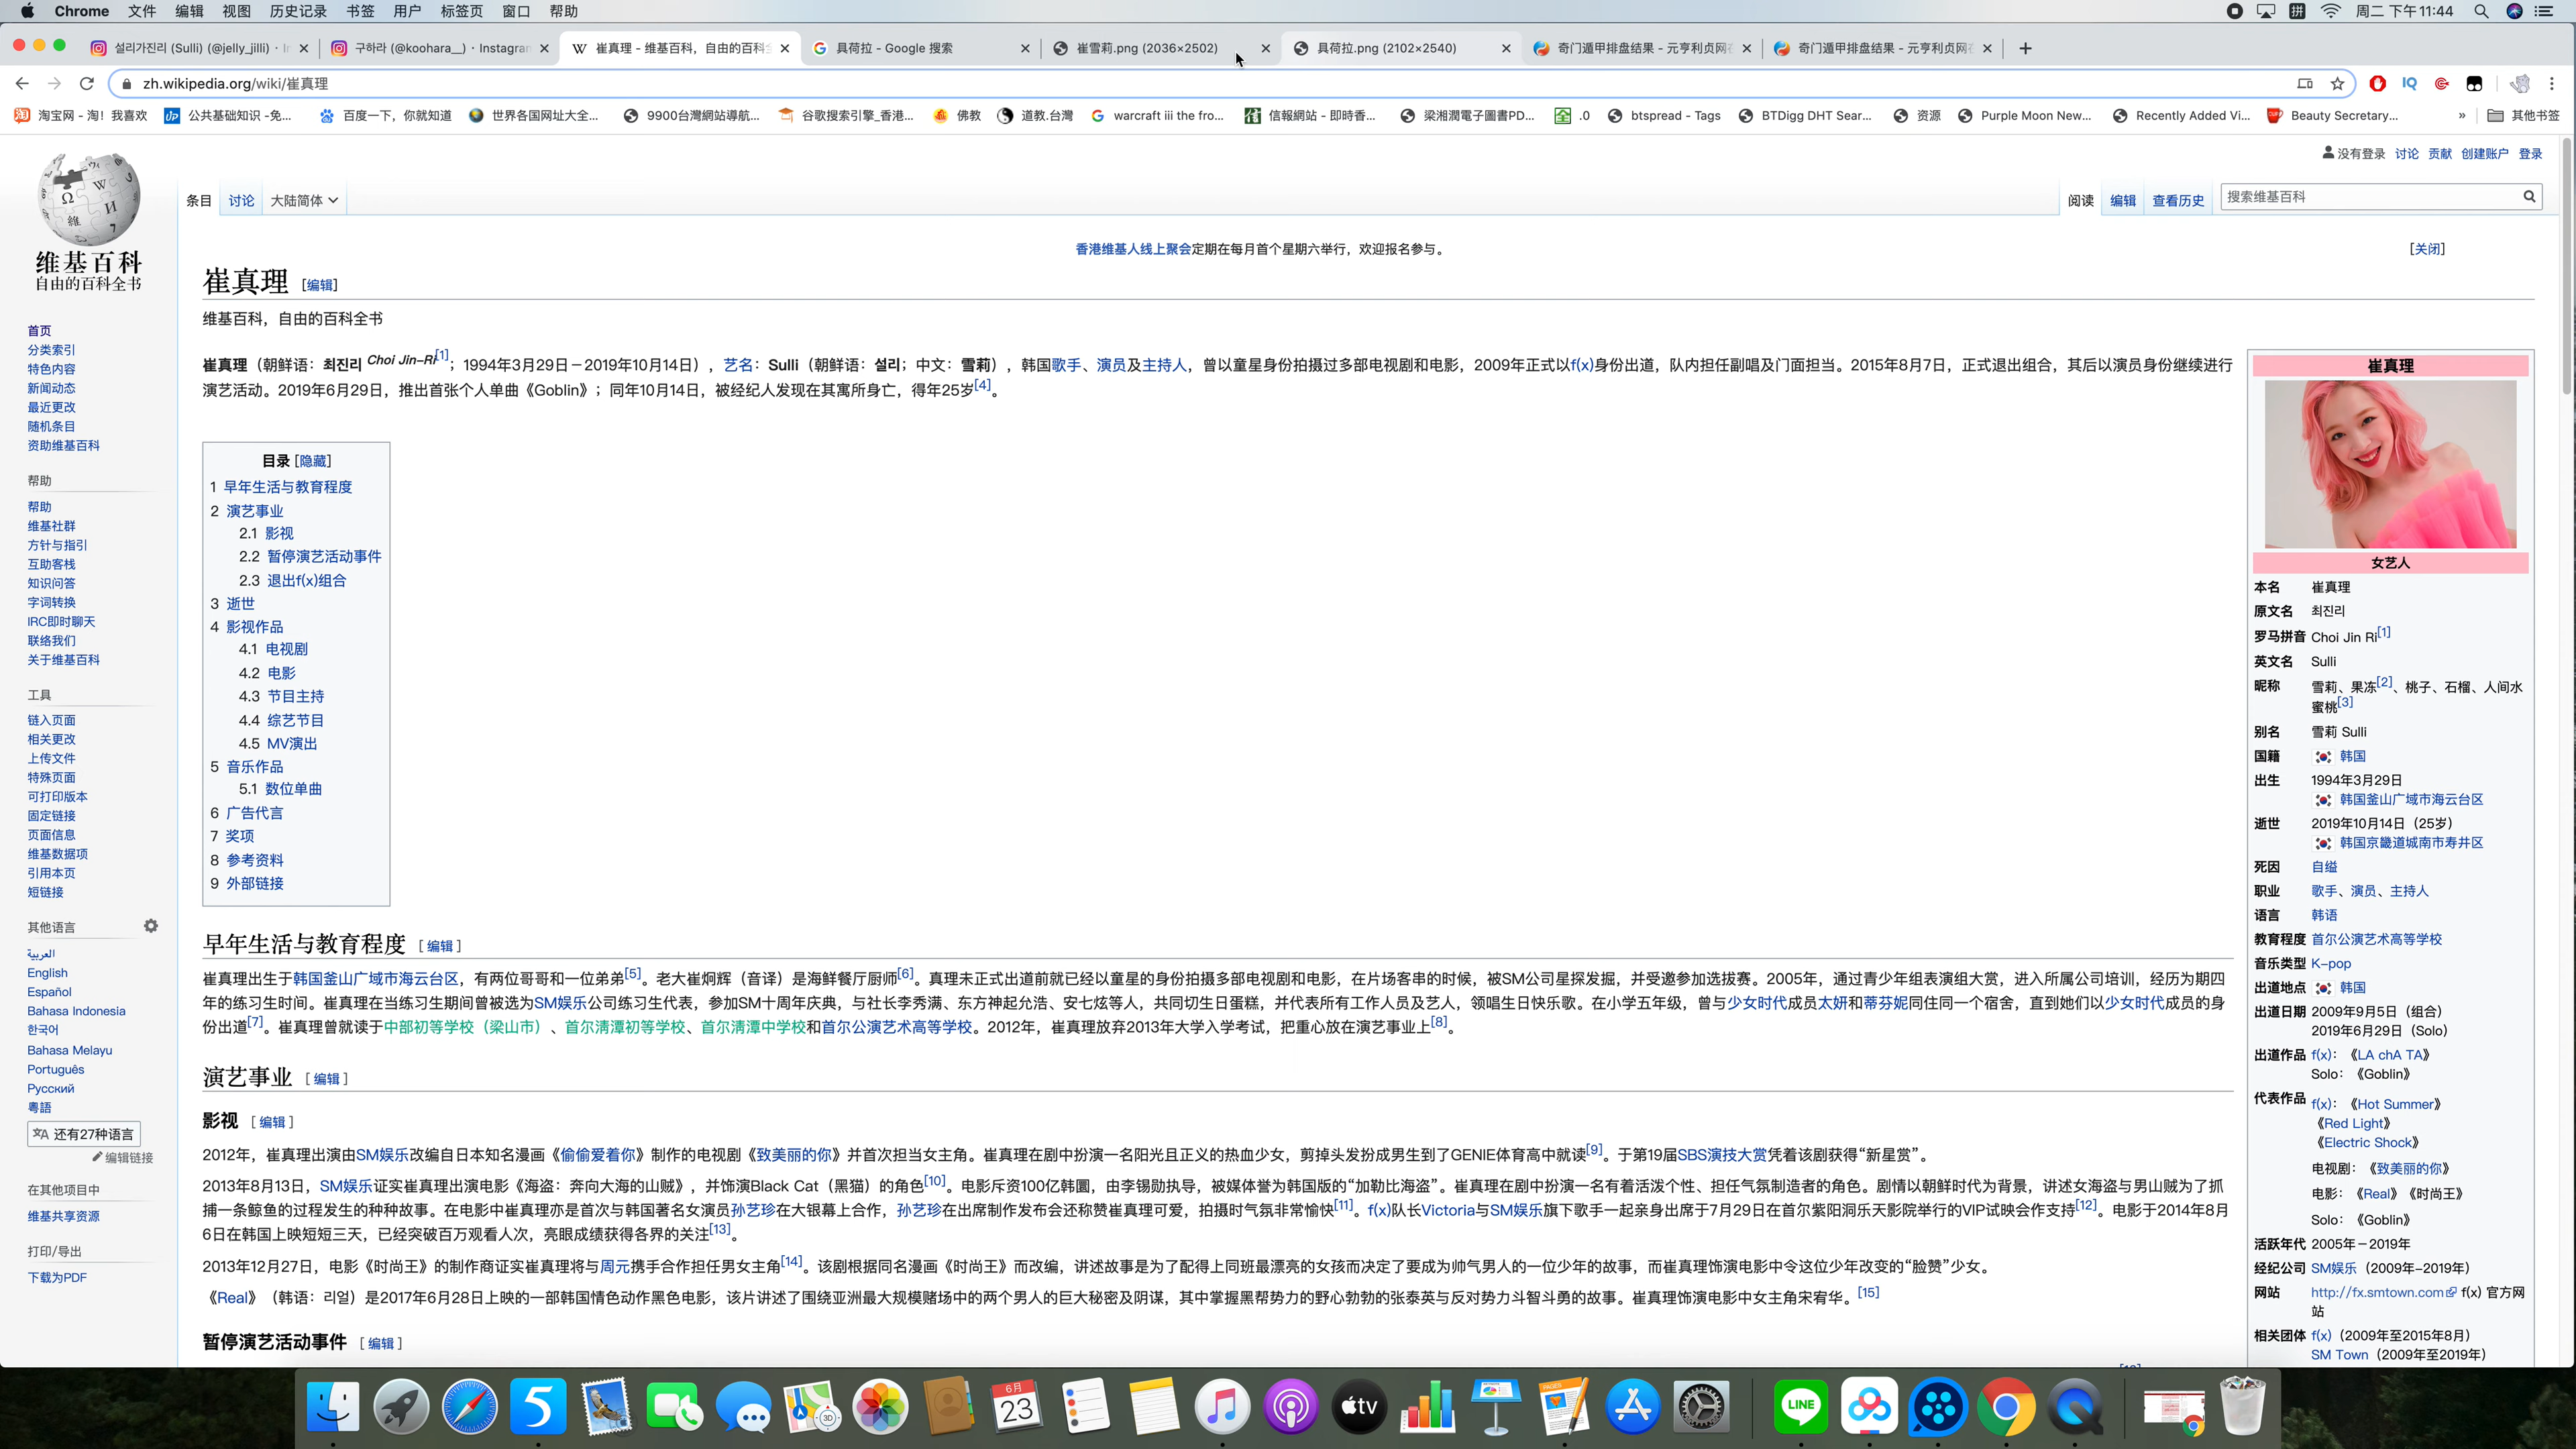 Chrome 文件 编辑 视图 历史记录 书签 用户 标签页 窗口 帮助
周二 下午11:44
설리가진리 (Sulli) (@jelly_jilli) · I
구하라 (@koohara__) · Instagram
崔真理 - 维基百科，自由的百科全
具荷拉 - Google 搜索
崔雪莉.png (2036×2502)
具荷拉.png (2102×2540)
奇门遁甲排盘结果 - 元亨利贞网
奇门遁甲排盘结果 - 元亨利贞网
zh.wikipedia.org/wiki/崔真理
淘宝网 - 淘！我喜欢
公共基础知识 -免...
百度一下，你就知道
世界各国网址大全...
9900台灣網站導航...
谷歌搜索引擎_香港...
佛教
道教.台灣
warcraft iii the fro...
信報網站 - 即時香...
梁湘潤電子圖書PD...
.0
btspread - Tags
BTDigg DHT Sear...
资源
Purple Moon New...
Recently Added Vi...
Beauty Secretary...
» 其他书签
没有登录 讨论 贡献 创建账户 登录
条目 讨论 大陆简体
阅读 编辑 查看历史 搜索维基百科
维基百科
自由的百科全书
首页
分类索引
特色内容
新闻动态
最近更改
随机条目
资助维基百科
帮助
帮助
维基社群
方针与指引
互助客栈
知识问答
字词转换
IRC即时聊天
联络我们
关于维基百科
工具
链入页面
相关更改
上传文件
特殊页面
可打印版本
固定链接
页面信息
维基数据项
引用本页
短链接
其他语言
العربية
English
Español
Bahasa Indonesia
한국어
Bahasa Melayu
Português
Русский
粵語
还有27种语言
编辑链接
在其他项目中
维基共享资源
打印/导出
下载为PDF
香港维基人线上聚会定期在每月首个星期六举行，欢迎报名参与。
[关闭]
崔真理 [编辑]
维基百科，自由的百科全书
崔真理（朝鲜语：최진리 Choi Jin-Ri[1]；1994年3月29日－2019年10月14日），艺名：Sulli（朝鲜语：설리；中文：雪莉），韩国歌手、演员及主持人，曾以童星身份拍摄过多部电视剧和电影，2009年正式以f(x)身份出道，队内担任副唱及门面担当。2015年8月7日，正式退出组合，其后以演员身份继续进行
演艺活动。2019年6月29日，推出首张个人单曲《Goblin》；同年10月14日，被经纪人发现在其寓所身亡，得年25岁[4]。
目录 [隐藏]
1 早年生活与教育程度
2 演艺事业
2.1 影视
2.2 暂停演艺活动事件
2.3 退出f(x)组合
3 逝世
4 影视作品
4.1 电视剧
4.2 电影
4.3 节目主持
4.4 综艺节目
4.5 MV演出
5 音乐作品
5.1 数位单曲
6 广告代言
7 奖项
8 参考资料
9 外部链接
早年生活与教育程度 [编辑]
崔真理出生于韩国釜山广域市海云台区，有两位哥哥和一位弟弟[5]。老大崔炯辉（音译）是海鲜餐厅厨师[6]。真理未正式出道前就已经以童星的身份拍摄多部电视剧和电影，在片场客串的时候，被SM公司星探发掘，并受邀参加选拔赛。2005年，通过青少年组表演组大赏，进入所属公司培训，经历为期四
年的练习生时间。崔真理在当练习生期间曾被选为SM娱乐公司练习生代表，参加SM十周年庆典，与社长李秀满、东方神起允浩、安七炫等人，共同切生日蛋糕，并代表所有工作人员及艺人，领唱生日快乐歌。在小学五年级，曾与少女时代成员太妍和蒂芬妮同住同一个宿舍，直到她们以少女时代成员的身
份出道[7]。崔真理曾就读于中部初等学校（梁山市）、首尔清潭初等学校、首尔清潭中学校和首尔公演艺术高等学校。2012年，崔真理放弃2013年大学入学考试，把重心放在演艺事业上[8]。
演艺事业 [编辑]
影视 [编辑]
2012年，崔真理出演由SM娱乐改编自日本知名漫画《偷偷爱着你》制作的电视剧《致美丽的你》并首次担当女主角。崔真理在剧中扮演一名阳光且正义的热血少女，剪掉头发扮成男生到了GENIE体育高中就读[9]。于第19届SBS演技大赏凭着该剧获得“新星赏”。
2013年8月13日，SM娱乐证实崔真理出演电影《海盗：奔向大海的山贼》，并饰演Black Cat（黑猫）的角色[10]。电影斥资100亿韩圜，由李锡勋执导，被媒体誉为韩国版的“加勒比海盗”。崔真理在剧中扮演一名有着活泼个性、担任气氛制造者的角色。剧情以朝鲜时代为背景，讲述女海盗与男山贼为了抓
捕一条鲸鱼的过程发生的种种故事。在电影中崔真理亦是首次与韩国著名女演员孙艺珍在大银幕上合作，孙艺珍在出席制作发布会还称赞崔真理可爱，拍摄时气氛非常愉快[11]。f(x)队长Victoria与SM娱乐旗下歌手一起亲身出席于7月29日在首尔紫阳洞乐天影院举行的VIP试映会作支持[12]。电影于2014年8月
6日在韩国上映短短三天，已经突破百万观看人次，亮眼成绩获得各界的关注[13]。
2013年12月27日，电影《时尚王》的制作商证实崔真理将与周元携手合作担任男女主角[14]。该剧根据同名漫画《时尚王》而改编，讲述故事是为了配得上同班最漂亮的女孩而决定了要成为帅气男人的一位少年的故事，而崔真理饰演电影中令这位少年改变的“脸赞”少女。
《Real》（韩语：리얼）是2017年6月28日上映的一部韩国情色动作黑色电影，该片讲述了围绕亚洲最大规模赌场中的两个男人的巨大秘密及阴谋，其中掌握黑帮势力的野心勃勃的张泰英与反对势力斗智斗勇的故事。崔真理饰演电影中女主角宋宥华。[15]
暂停演艺活动事件 [编辑]
崔真理
女艺人
本名 崔真理
原文名 최진리
罗马拼音 Choi Jin Ri[1]
英文名 Sulli
昵称 雪莉、果冻[2]、桃子、石榴、人间水
蜜桃[3]
别名 雪莉 Sulli
国籍 韩国
出生 1994年3月29日
韩国釜山广域市海云台区
逝世 2019年10月14日（25岁）
韩国京畿道城南市寿井区
死因 自缢
职业 歌手、演员、主持人
语言 韩语
教育程度 首尔公演艺术高等学校
音乐类型 K-pop
出道地点 韩国
出道日期 2009年9月5日（组合）
2019年6月29日（Solo）
出道作品 f(x)：《LA chA TA》
Solo：《Goblin》
代表作品 f(x)：《Hot Summer》
《Red Light》
《Electric Shock》
电视剧：《致美丽的你》
电影：《Real》《时尚王》
Solo：《Goblin》
活跃年代 2005年－2019年
经纪公司 SM娱乐（2009年–2019年）
网站 http://fx.smtown.com f(x) 官方网
站
相关团体 f(x)（2009年至2015年8月）
SM Town（2009年至2019年）
6月
23
3D
PAGES
tv
LINE